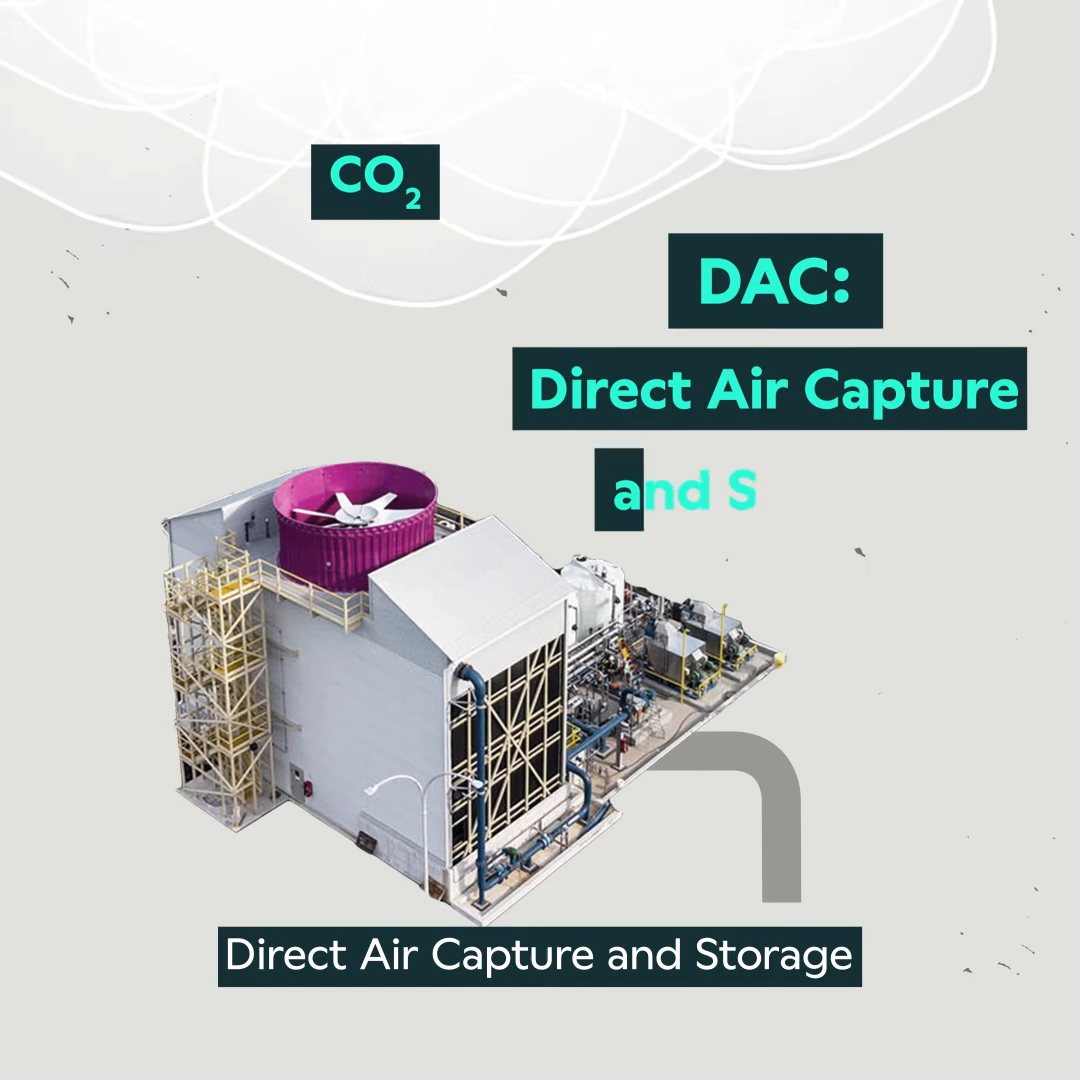 CO₂
DAC:
Direct Air Capture
and S
Direct Air Capture and Storage